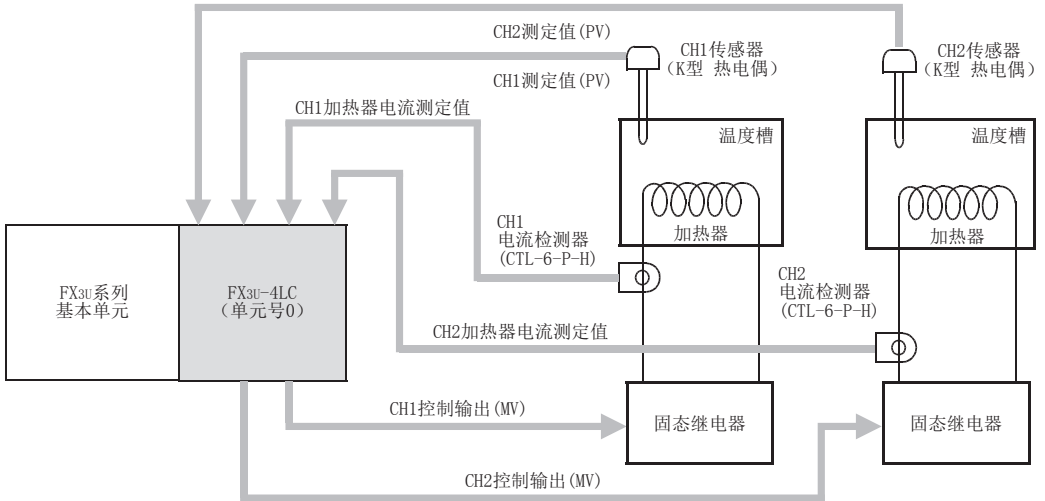 CH2测定值(PV)
CH1传感器
（K型 热电偶）
CH2传感器
（K型 热电偶）
CH1测定值(PV)
CH1加热器电流测定值
温度槽
温度槽
加热器
加热器
CH1
电流检测器
(CTL-6-P-H)
CH2
电流检测器
(CTL-6-P-H)
FX3U系列
基本单元
FX3U-4LC
（单元号0）
CH2加热器电流测定值
CH1控制输出(MV)
固态继电器
固态继电器
CH2控制输出(MV)